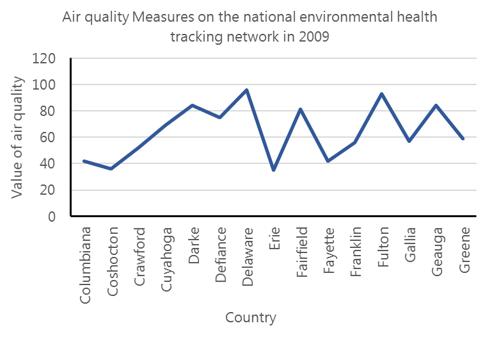 Air quality Measures on the national environmental health
tracking network in 2009
Value of air quality
120
100
80
60
40
20
0
Columbiana
Coshocton
Crawford
Cuyahoga
Darke
Defiance
Delaware
Erie
Fairfield
Fayette
Franklin
Fulton
Gallia
Geauga
Greene
Country